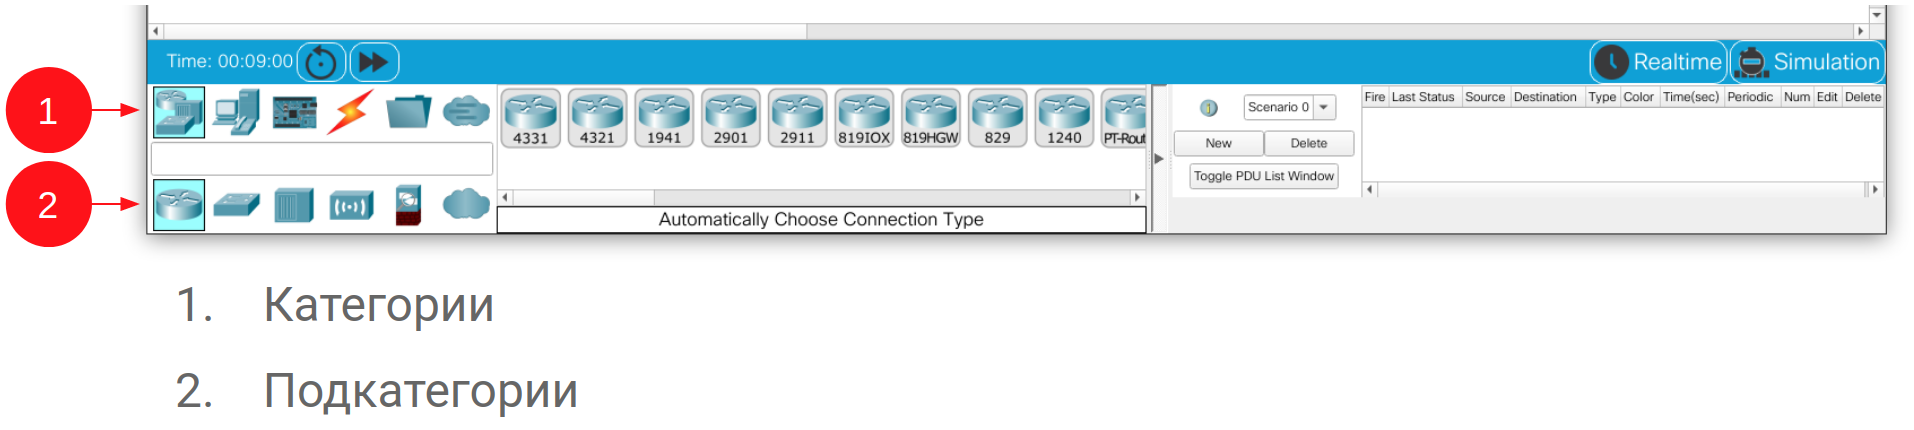 Time: 00:09:00
Realtime
Simulation
1
4331 4321 1941 2901 2911 819IOX 819HGW 829 1240 PT-Rout
Scenario 0
New Delete
Toggle PDU List Window
Fire Last Status Source Destination Type Color Time(sec) Periodic Num Edit Delete
2
Automatically Choose Connection Type
1. Категории
2. Подкатегории